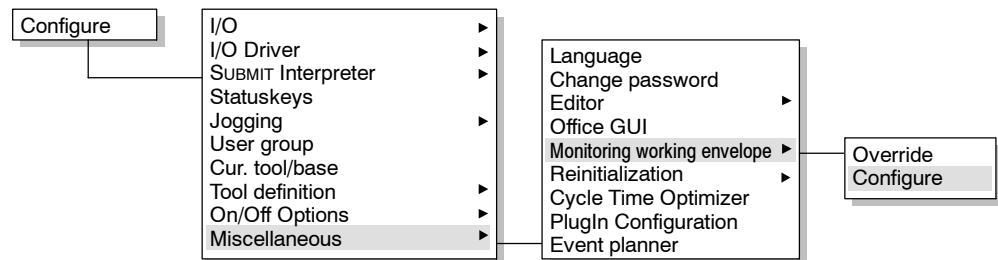 Configure
I/O
I/O Driver
SUBMIT Interpreter
Statuskeys
Jogging
User group
Cur. tool/base
Tool definition
On/Off Options
Miscellaneous
Language
Change password
Editor
Office GUI
Monitoring working envelope
Reinitialization
Cycle Time Optimizer
PlugIn Configuration
Event planner
Override
Configure